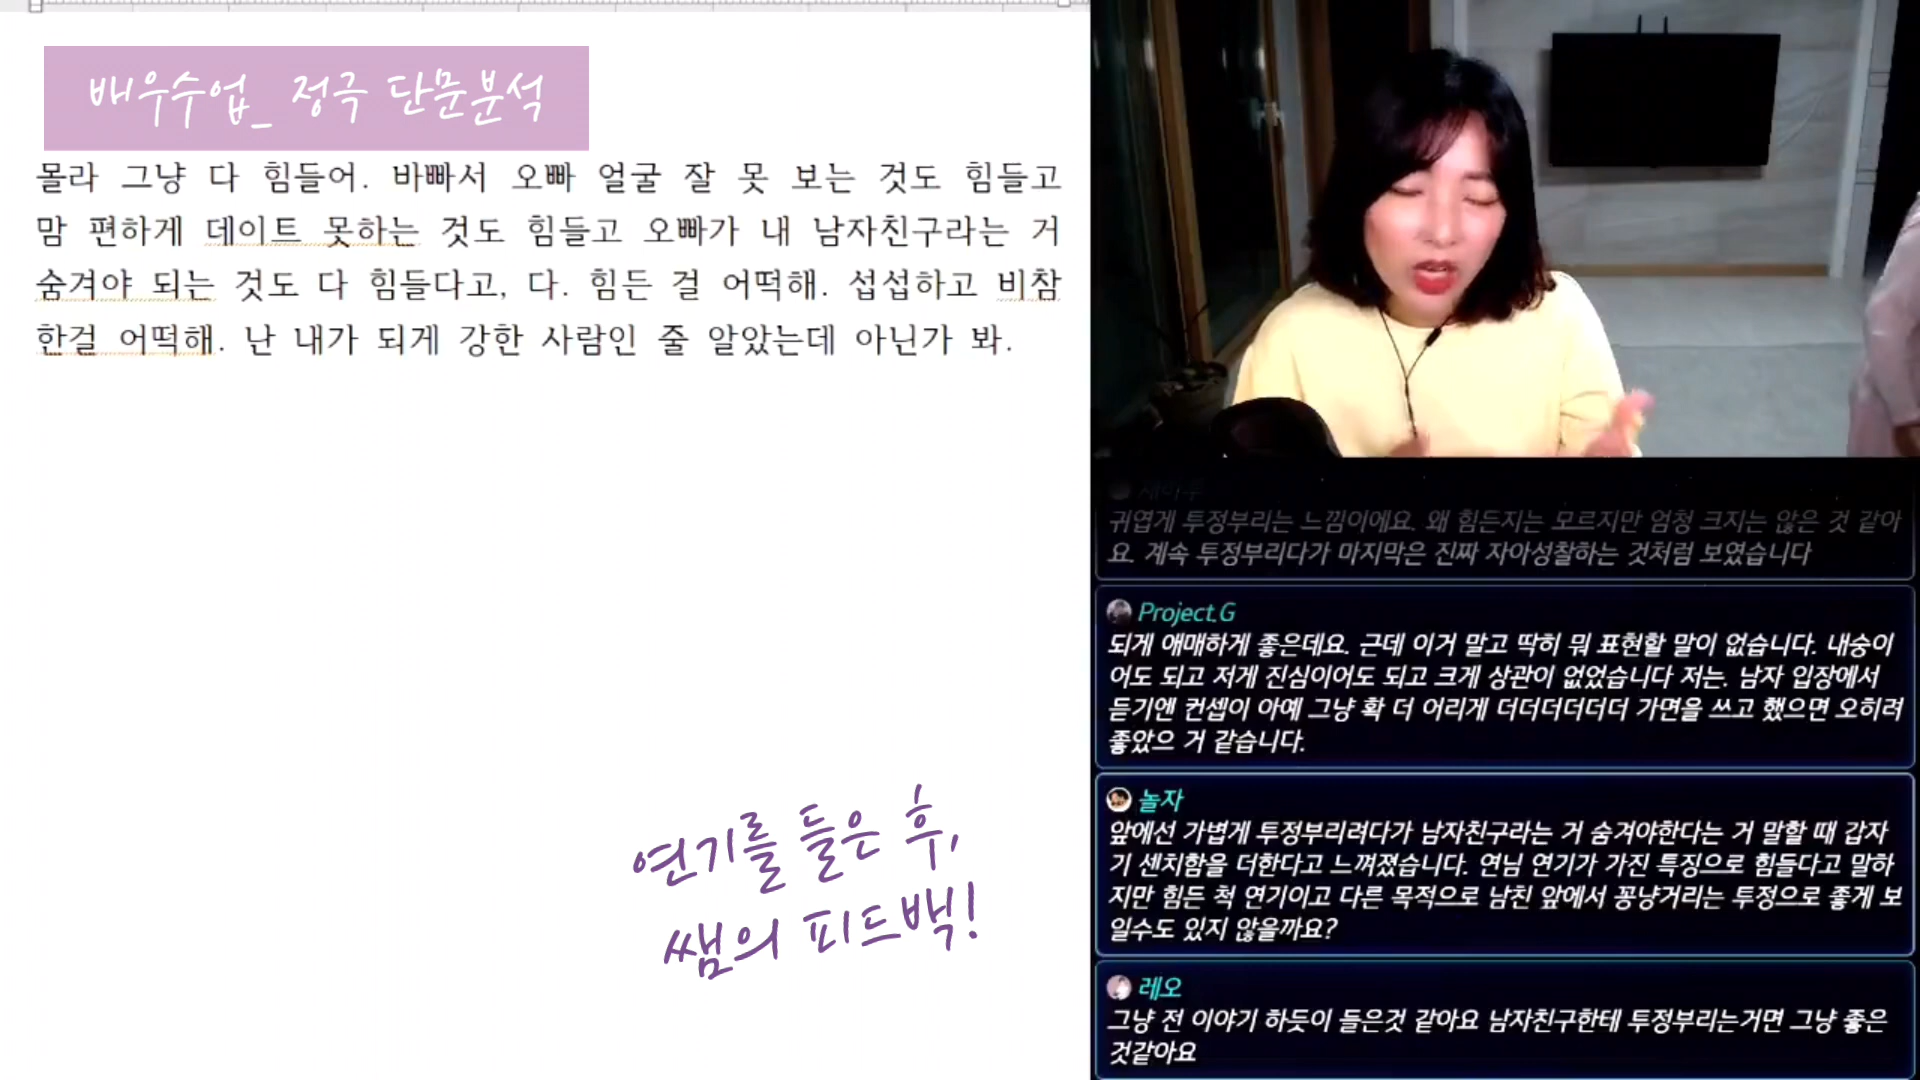 배우수업_ 정극 단문분석
몰라 그냥 다 힘들어. 바빠서 오빠 얼굴 잘 못 보는 것도 힘들고
맘 편하게 데이트 못하는 것도 힘들고 오빠가 내 남자친구라는 거
숨겨야 되는 것도 다 힘들다고, 다. 힘든 걸 어떡해. 섭섭하고 비참
한걸 어떡해. 난 내가 되게 강한 사람인 줄 알았는데 아닌가 봐.
연기를 들은 후,
쌤의 피드백!
귀엽게 투정부리는 느낌이에요. 왜 힘든지는 모르지만 엄청 크지는 않은 것 같아
요. 계속 투정부리다가 마지막은 진짜 자아성찰하는 것처럼 보였습니다
Project.G
되게 애매하게 좋은데요. 근데 이거 말고 딱히 뭐 표현할 말이 없습니다. 내숭이
어도 되고 저게 진심이어도 되고 크게 상관이 없었습니다 저는. 남자 입장에서
듣기엔 컨셉이 아예 그냥 확 더 어리게 더더더더더더 가면을 쓰고 했으면 오히려
좋았으 거 같습니다.
놀자
앞에선 가볍게 투정부리려다가 남자친구라는 거 숨겨야한다는 거 말할 때 갑자
기 센치함을 더한다고 느껴졌습니다. 연님 연기가 가진 특징으로 힘들다고 말하
지만 힘든 척 연기이고 다른 목적으로 남친 앞에서 꽁냥거리는 투정으로 좋게 보
일수도 있지 않을까요?
레오
그냥 전 이야기 하듯이 들은것 같아요 남자친구한테 투정부리는거면 그냥 좋은
것같아요